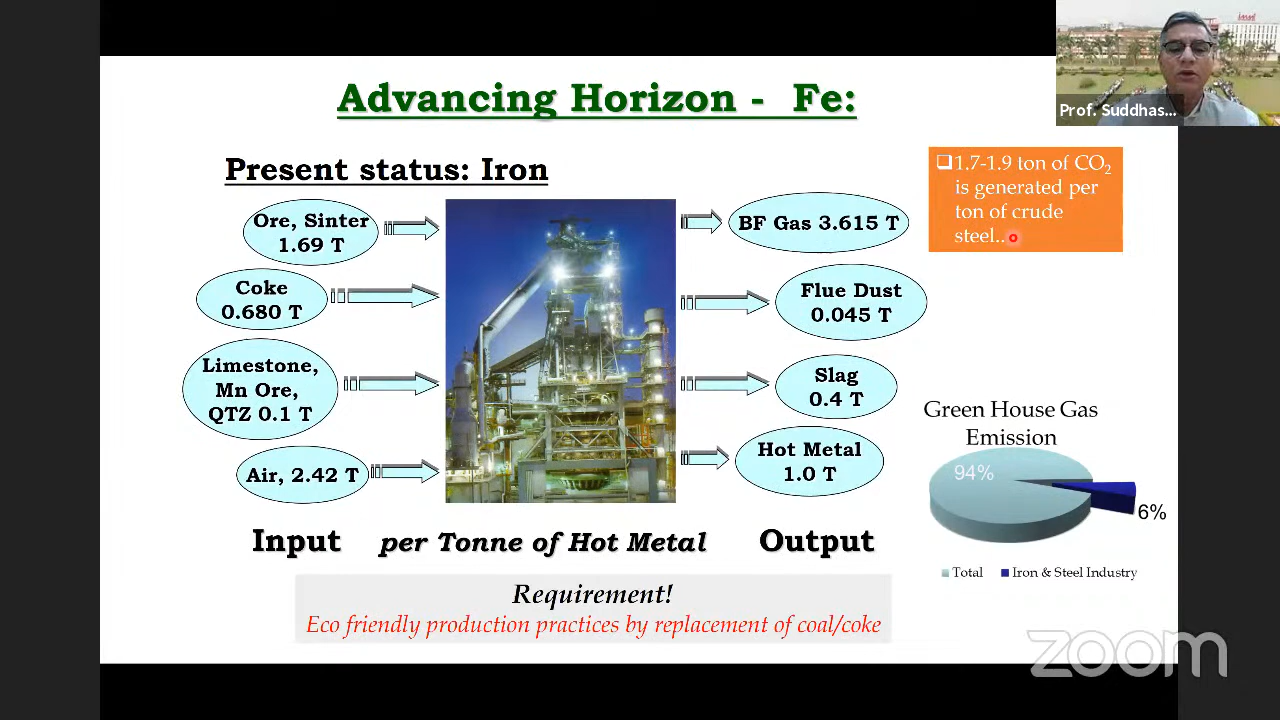 Advancing Horizon - Fe:
Prof. Suddhas...
Present status: Iron
❑1.7-1.9 ton of CO₂
is generated per
ton of crude
steel..
Ore, Sinter
1.69 T
BF Gas 3.615 T
Coke
0.680 T
Flue Dust
0.045 T
Limestone,
Mn Ore,
QTZ 0.1 T
Slag
0.4 T
Air, 2.42 T
Hot Metal
1.0 T
Green House Gas
Emission
94%
6%
Total
Iron & Steel Industry
Input
per Tonne of Hot Metal
Output
Requirement!
Eco friendly production practices by replacement of coal/coke
zoom